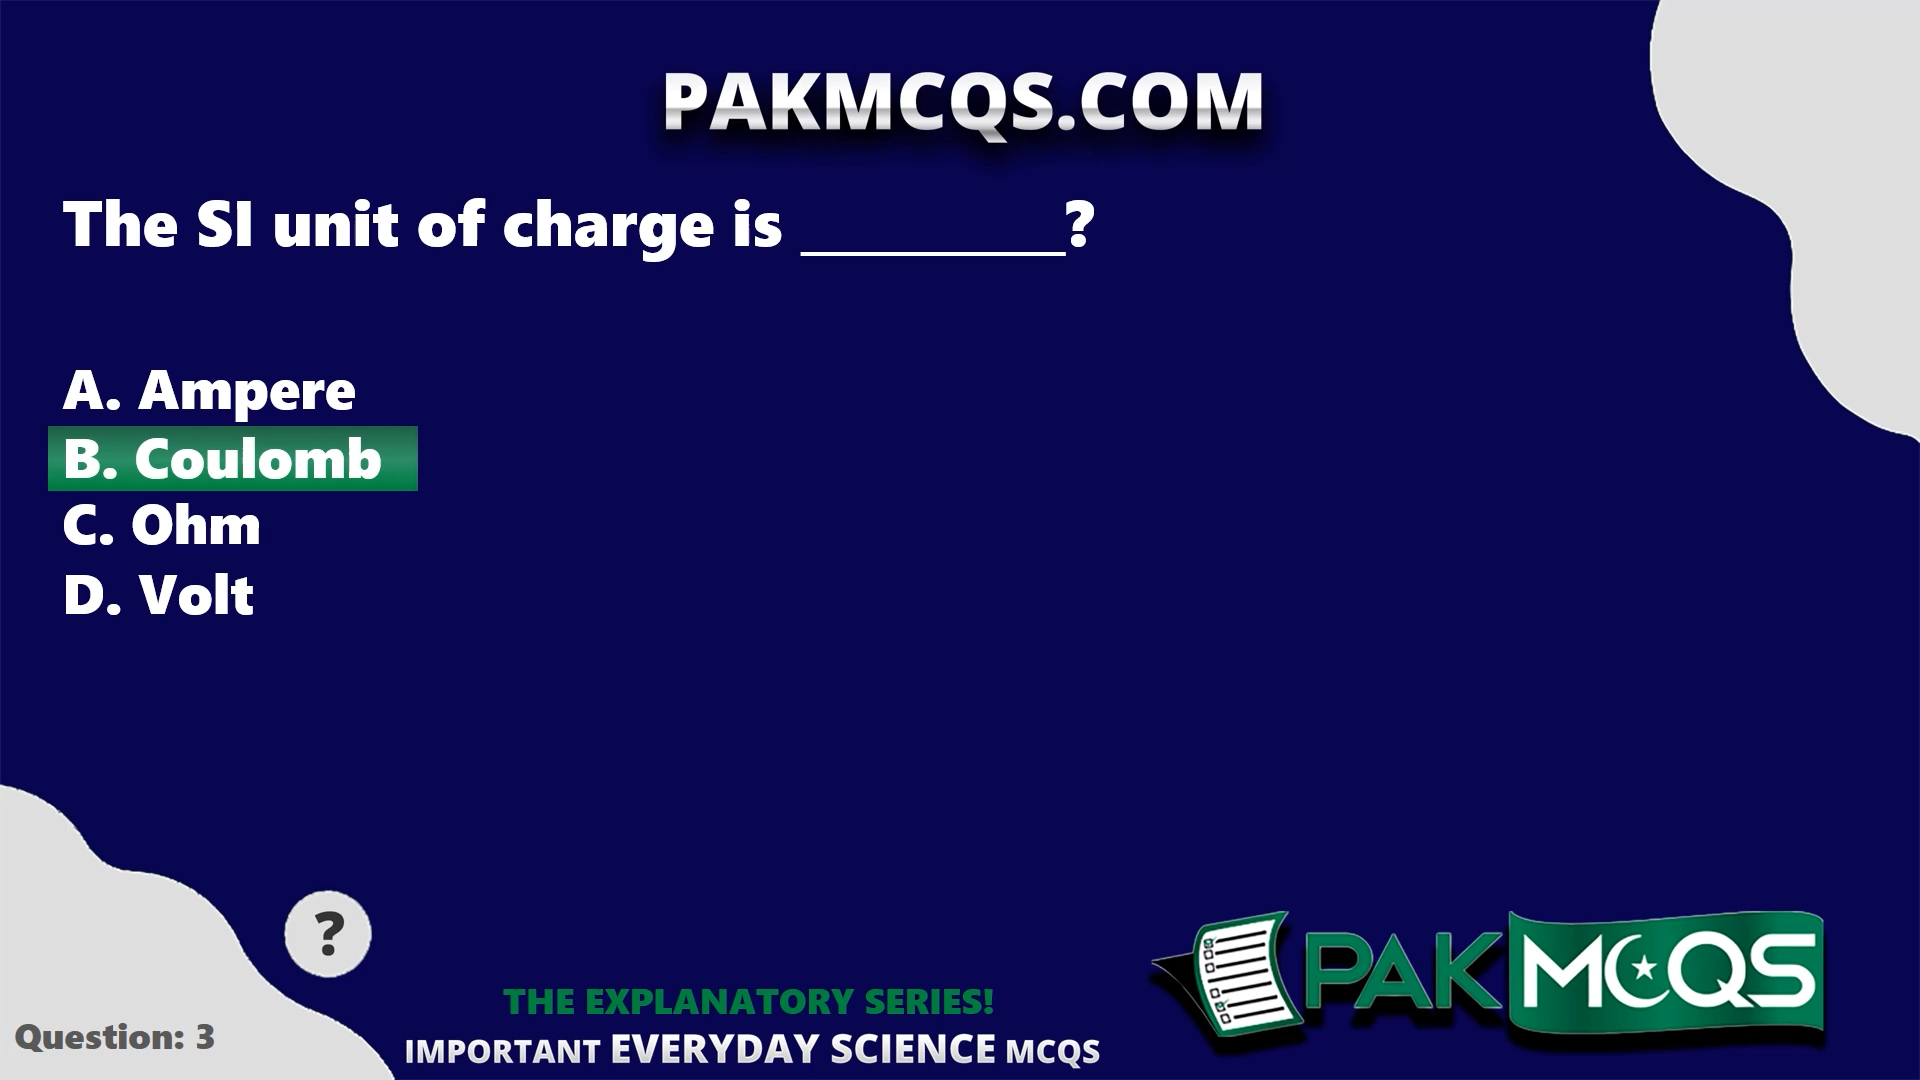 PAKMCQS.COM
The SI unit of charge is _________?
A. Ampere
B. Coulomb
C. Ohm
D. Volt
?
THE EXPLANATORY SERIES!
IMPORTANT EVERYDAY SCIENCE MCQS
Question: 3
PAKMCQS